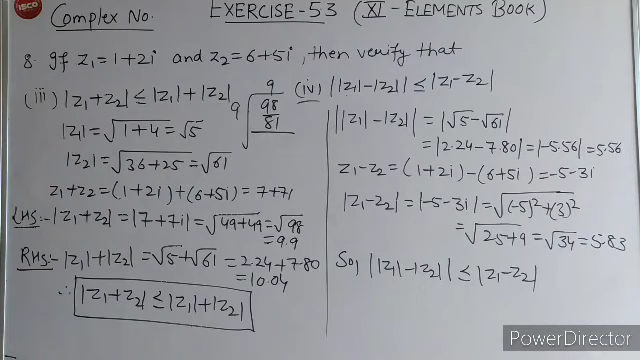 ISCO
Complex No. EXERCISE-53 (XI-ELEMENTS BOOK)
8. If z₁=1+2i and z₂=6+5i, then verify that
(iii) |z₁+z₂| ≤ |z₁|+|z₂|
9
9 √98
81
|z₁|=√1+4=√5
|z₂|=√36+25=√61
z₁+z₂=(1+2i)+(6+5i)=7+7i
LHS:- |z₁+z₂|=|7+7i|=√49+49=√98
=9.9
RHS:- |z₁|+|z₂|=√5+√61=2.24+7.80
=10.04
∴ |z₁+z₂| ≤ |z₁|+|z₂|
(iv) ||z₁|-|z₂|| ≤ |z₁-z₂|
||z₁|-|z₂||=|√5-√61|
=|2.24-7.80|=|-5.56|=5.56
z₁-z₂=(1+2i)-(6+5i)=-5-3i
|z₁-z₂|=|-5-3i|=√(-5)²+(3)²
=√25+9=√34=5.83
So, ||z₁|-|z₂|| ≤ |z₁-z₂|
PowerDirector